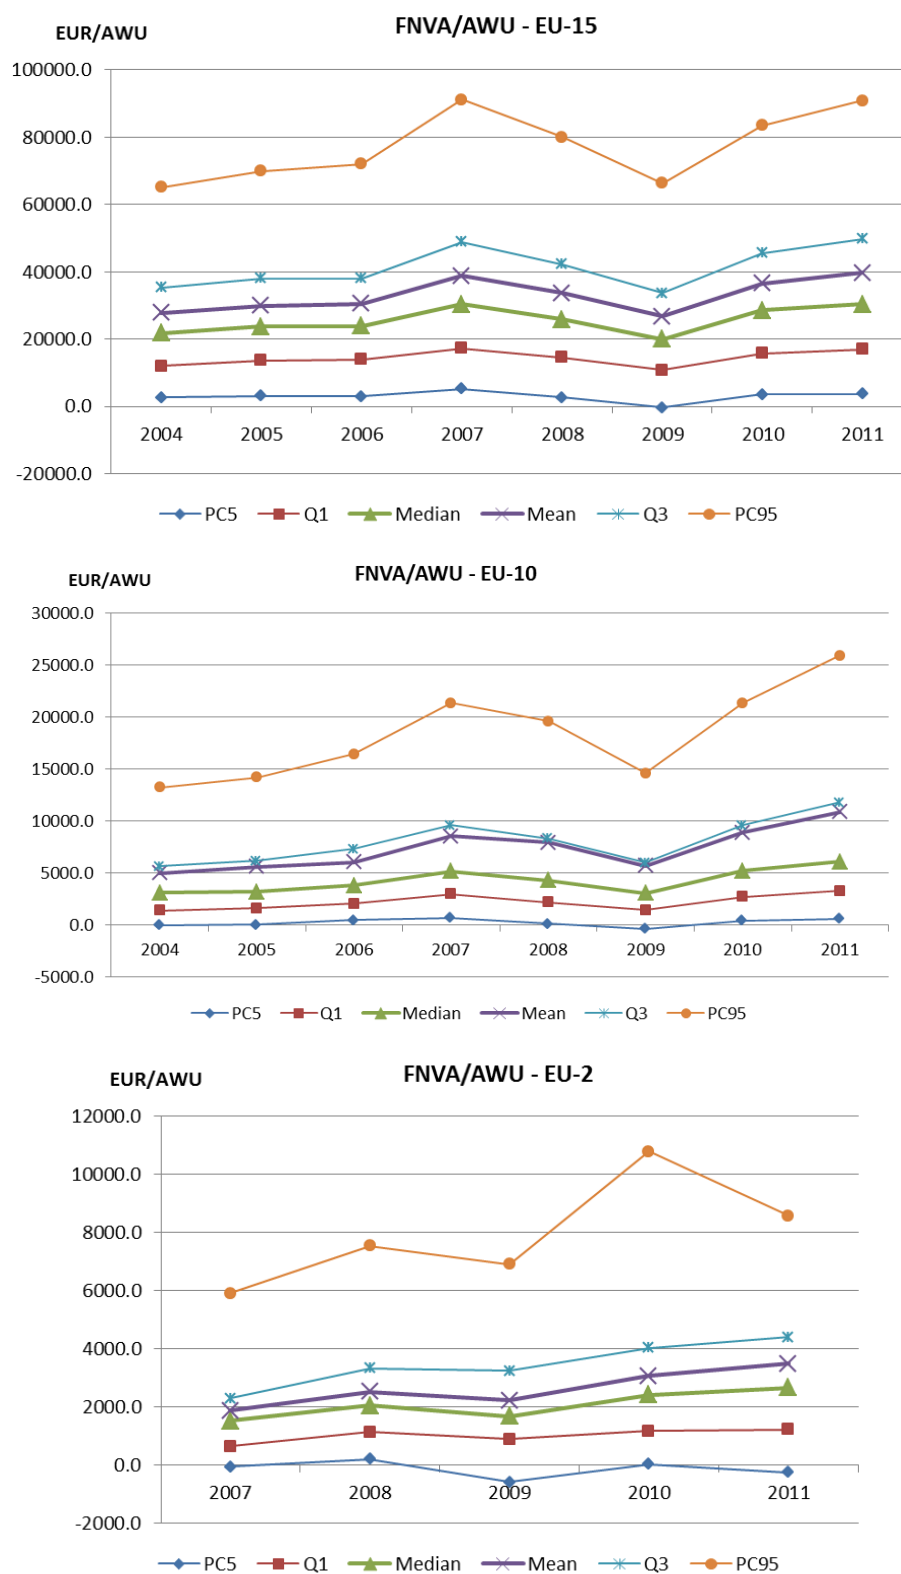 FNVA/AWU - EU-15
EUR/AWU
100000.0
80000.0
60000.0
40000.0
20000.0
0.0
-20000.0
2004 2005 2006 2007 2008 2009 2010 2011
PC5 Q1 Median Mean Q3 PC95
FNVA/AWU - EU-10
EUR/AWU
30000.0
25000.0
20000.0
15000.0
10000.0
5000.0
0.0
-5000.0
2004 2005 2006 2007 2008 2009 2010 2011
PC5 Q1 Median Mean Q3 PC95
FNVA/AWU - EU-2
EUR/AWU
12000.0
10000.0
8000.0
6000.0
4000.0
2000.0
0.0
-2000.0
2007 2008 2009 2010 2011
PC5 Q1 Median Mean Q3 PC95